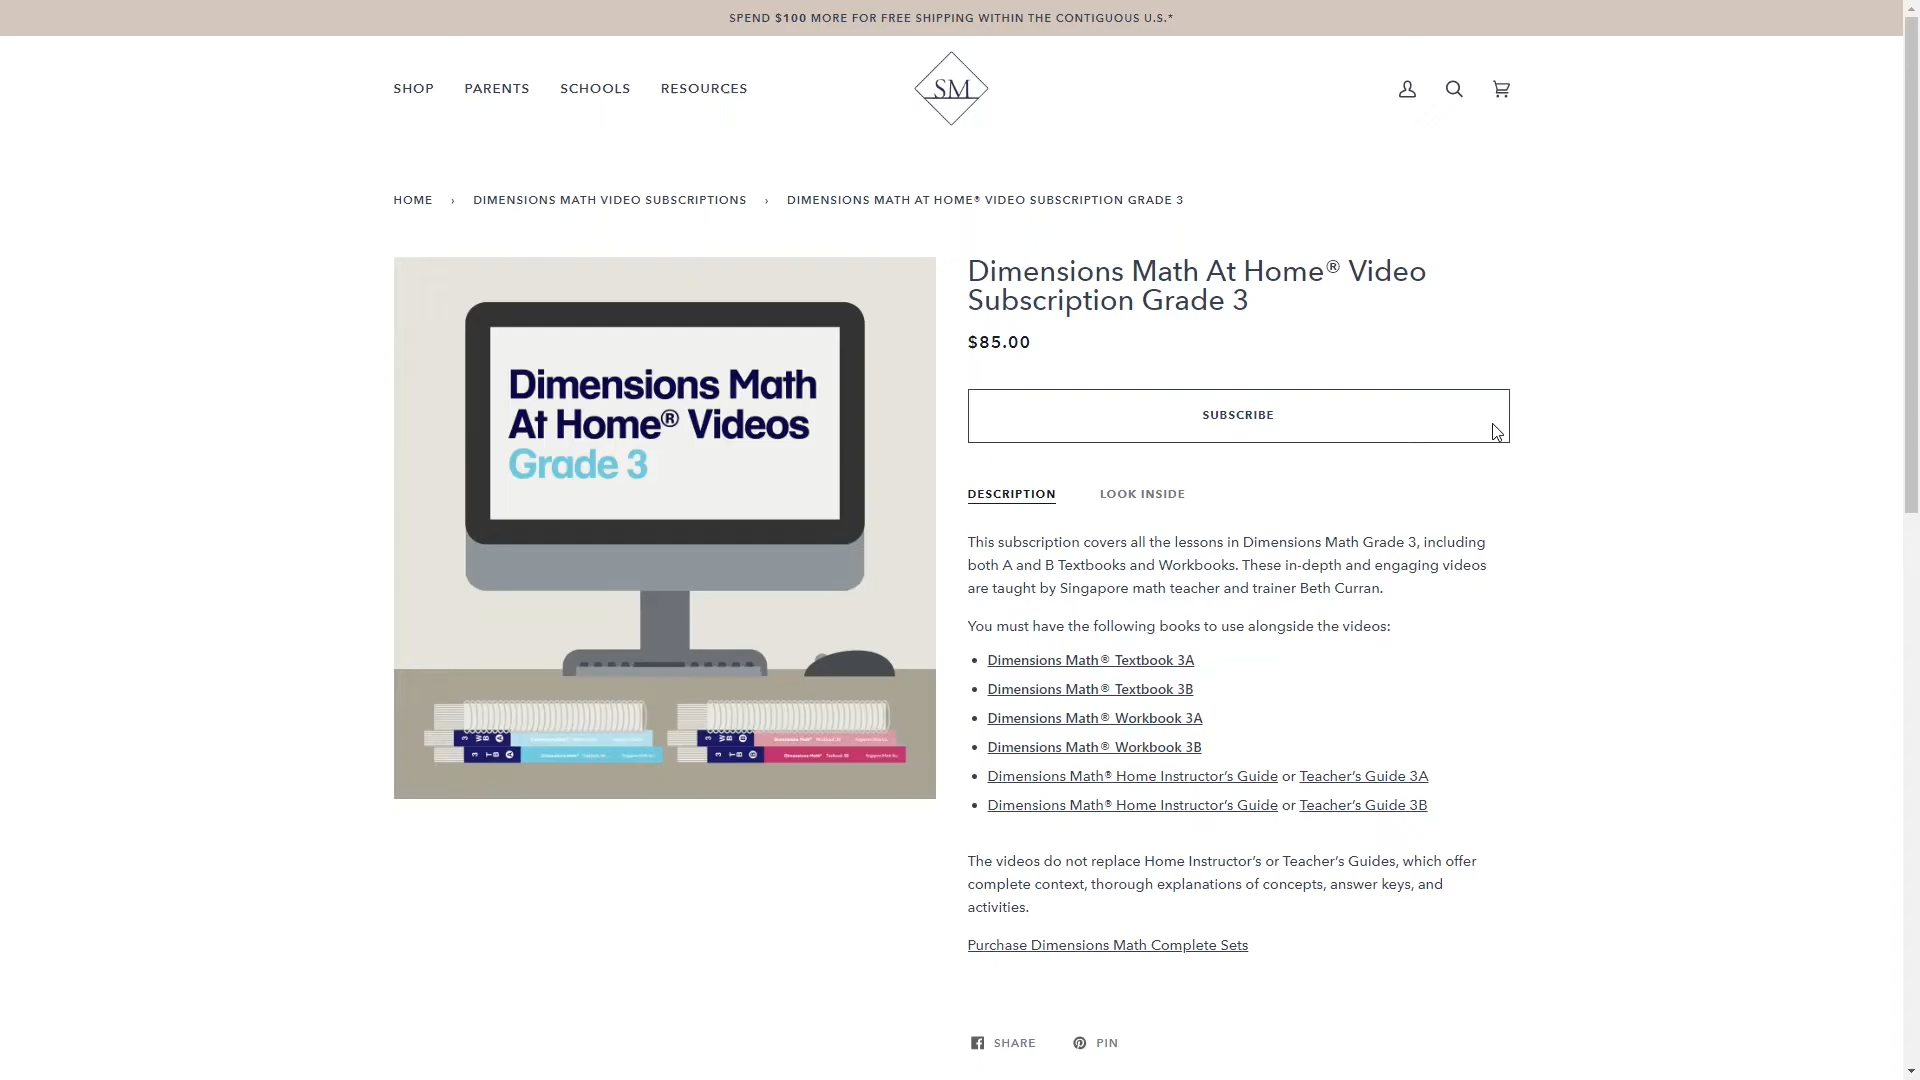 SPEND $100 MORE FOR FREE SHIPPING WITHIN THE CONTIGUOUS U.S.*
SHOP PARENTS SCHOOLS RESOURCES
SM
HOME › DIMENSIONS MATH VIDEO SUBSCRIPTIONS › DIMENSIONS MATH AT HOME® VIDEO SUBSCRIPTION GRADE 3
Dimensions Math
At Home® Videos
Grade 3
Dimensions Math At Home® Video
Subscription Grade 3
$85.00
SUBSCRIBE
DESCRIPTION LOOK INSIDE
This subscription covers all the lessons in Dimensions Math Grade 3, including
both A and B Textbooks and Workbooks. These in-depth and engaging videos
are taught by Singapore math teacher and trainer Beth Curran.
You must have the following books to use alongside the videos:
• Dimensions Math® Textbook 3A
• Dimensions Math® Textbook 3B
• Dimensions Math® Workbook 3A
• Dimensions Math® Workbook 3B
• Dimensions Math® Home Instructor’s Guide or Teacher’s Guide 3A
• Dimensions Math® Home Instructor’s Guide or Teacher’s Guide 3B
The videos do not replace Home Instructor’s or Teacher’s Guides, which offer
complete context, thorough explanations of concepts, answer keys, and
activities.
Purchase Dimensions Math Complete Sets
SHARE PIN
3 WB A
3 TB A
3 WB B
3 TB B